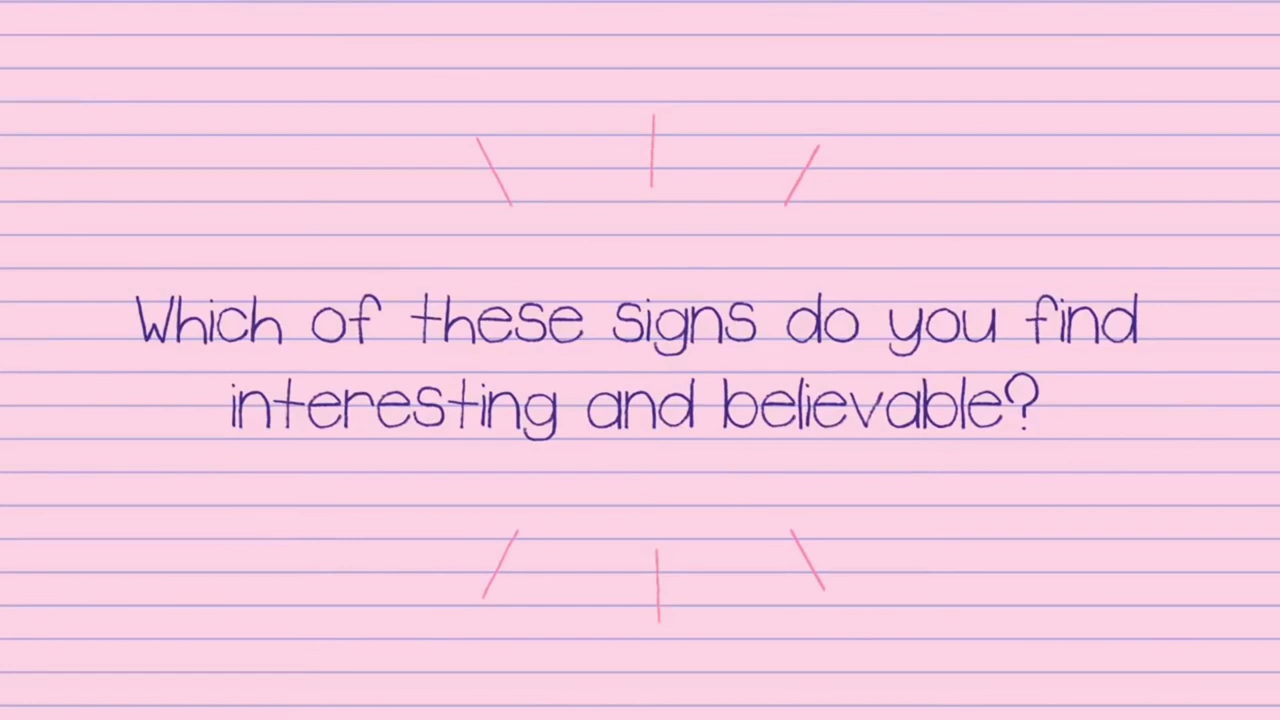 Which of these signs do you find
interesting and believable?